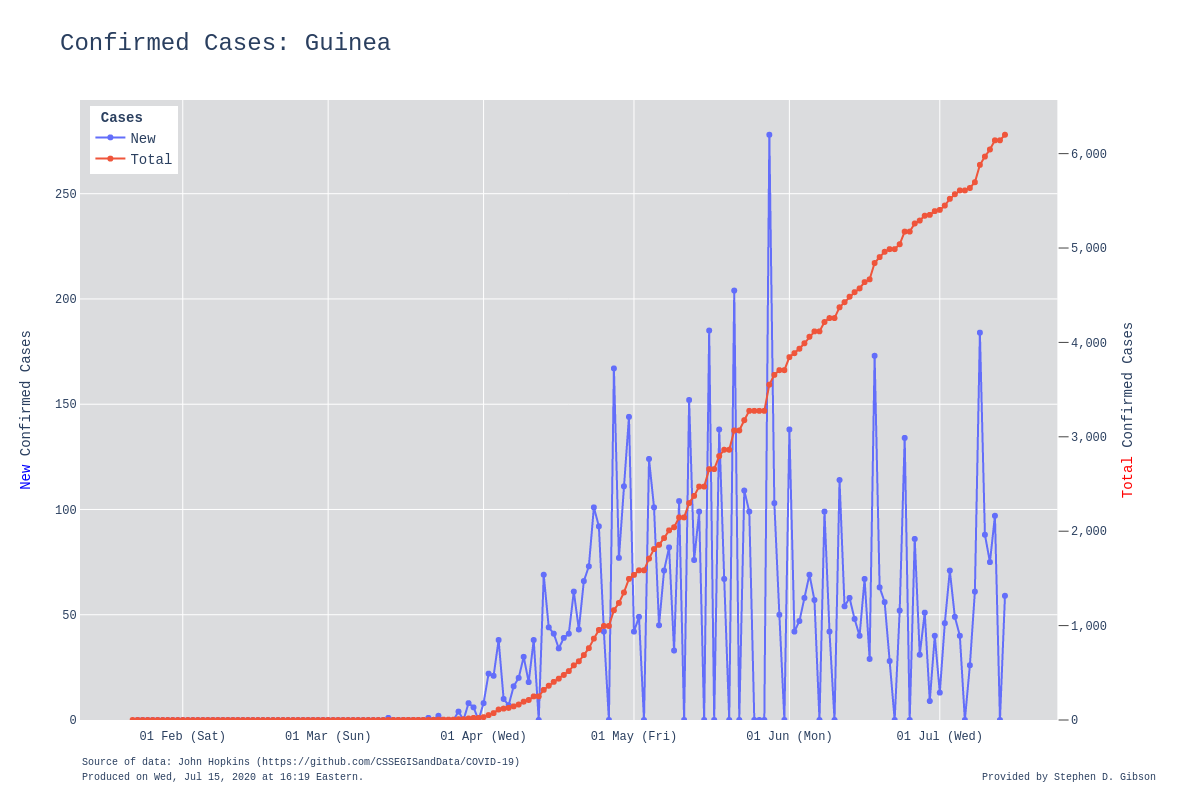 Confirmed Cases: Guinea
Cases
New
Total
250
200
150
100
50
0
6,000
5,000
4,000
3,000
2,000
1,000
0
New Confirmed Cases
Total Confirmed Cases
01 Feb (Sat)
01 Mar (Sun)
01 Apr (Wed)
01 May (Fri)
01 Jun (Mon)
01 Jul (Wed)
Source of data: John Hopkins (https://github.com/CSSEGISandData/COVID-19)
Produced on Wed, Jul 15, 2020 at 16:19 Eastern.
Provided by Stephen D. Gibson